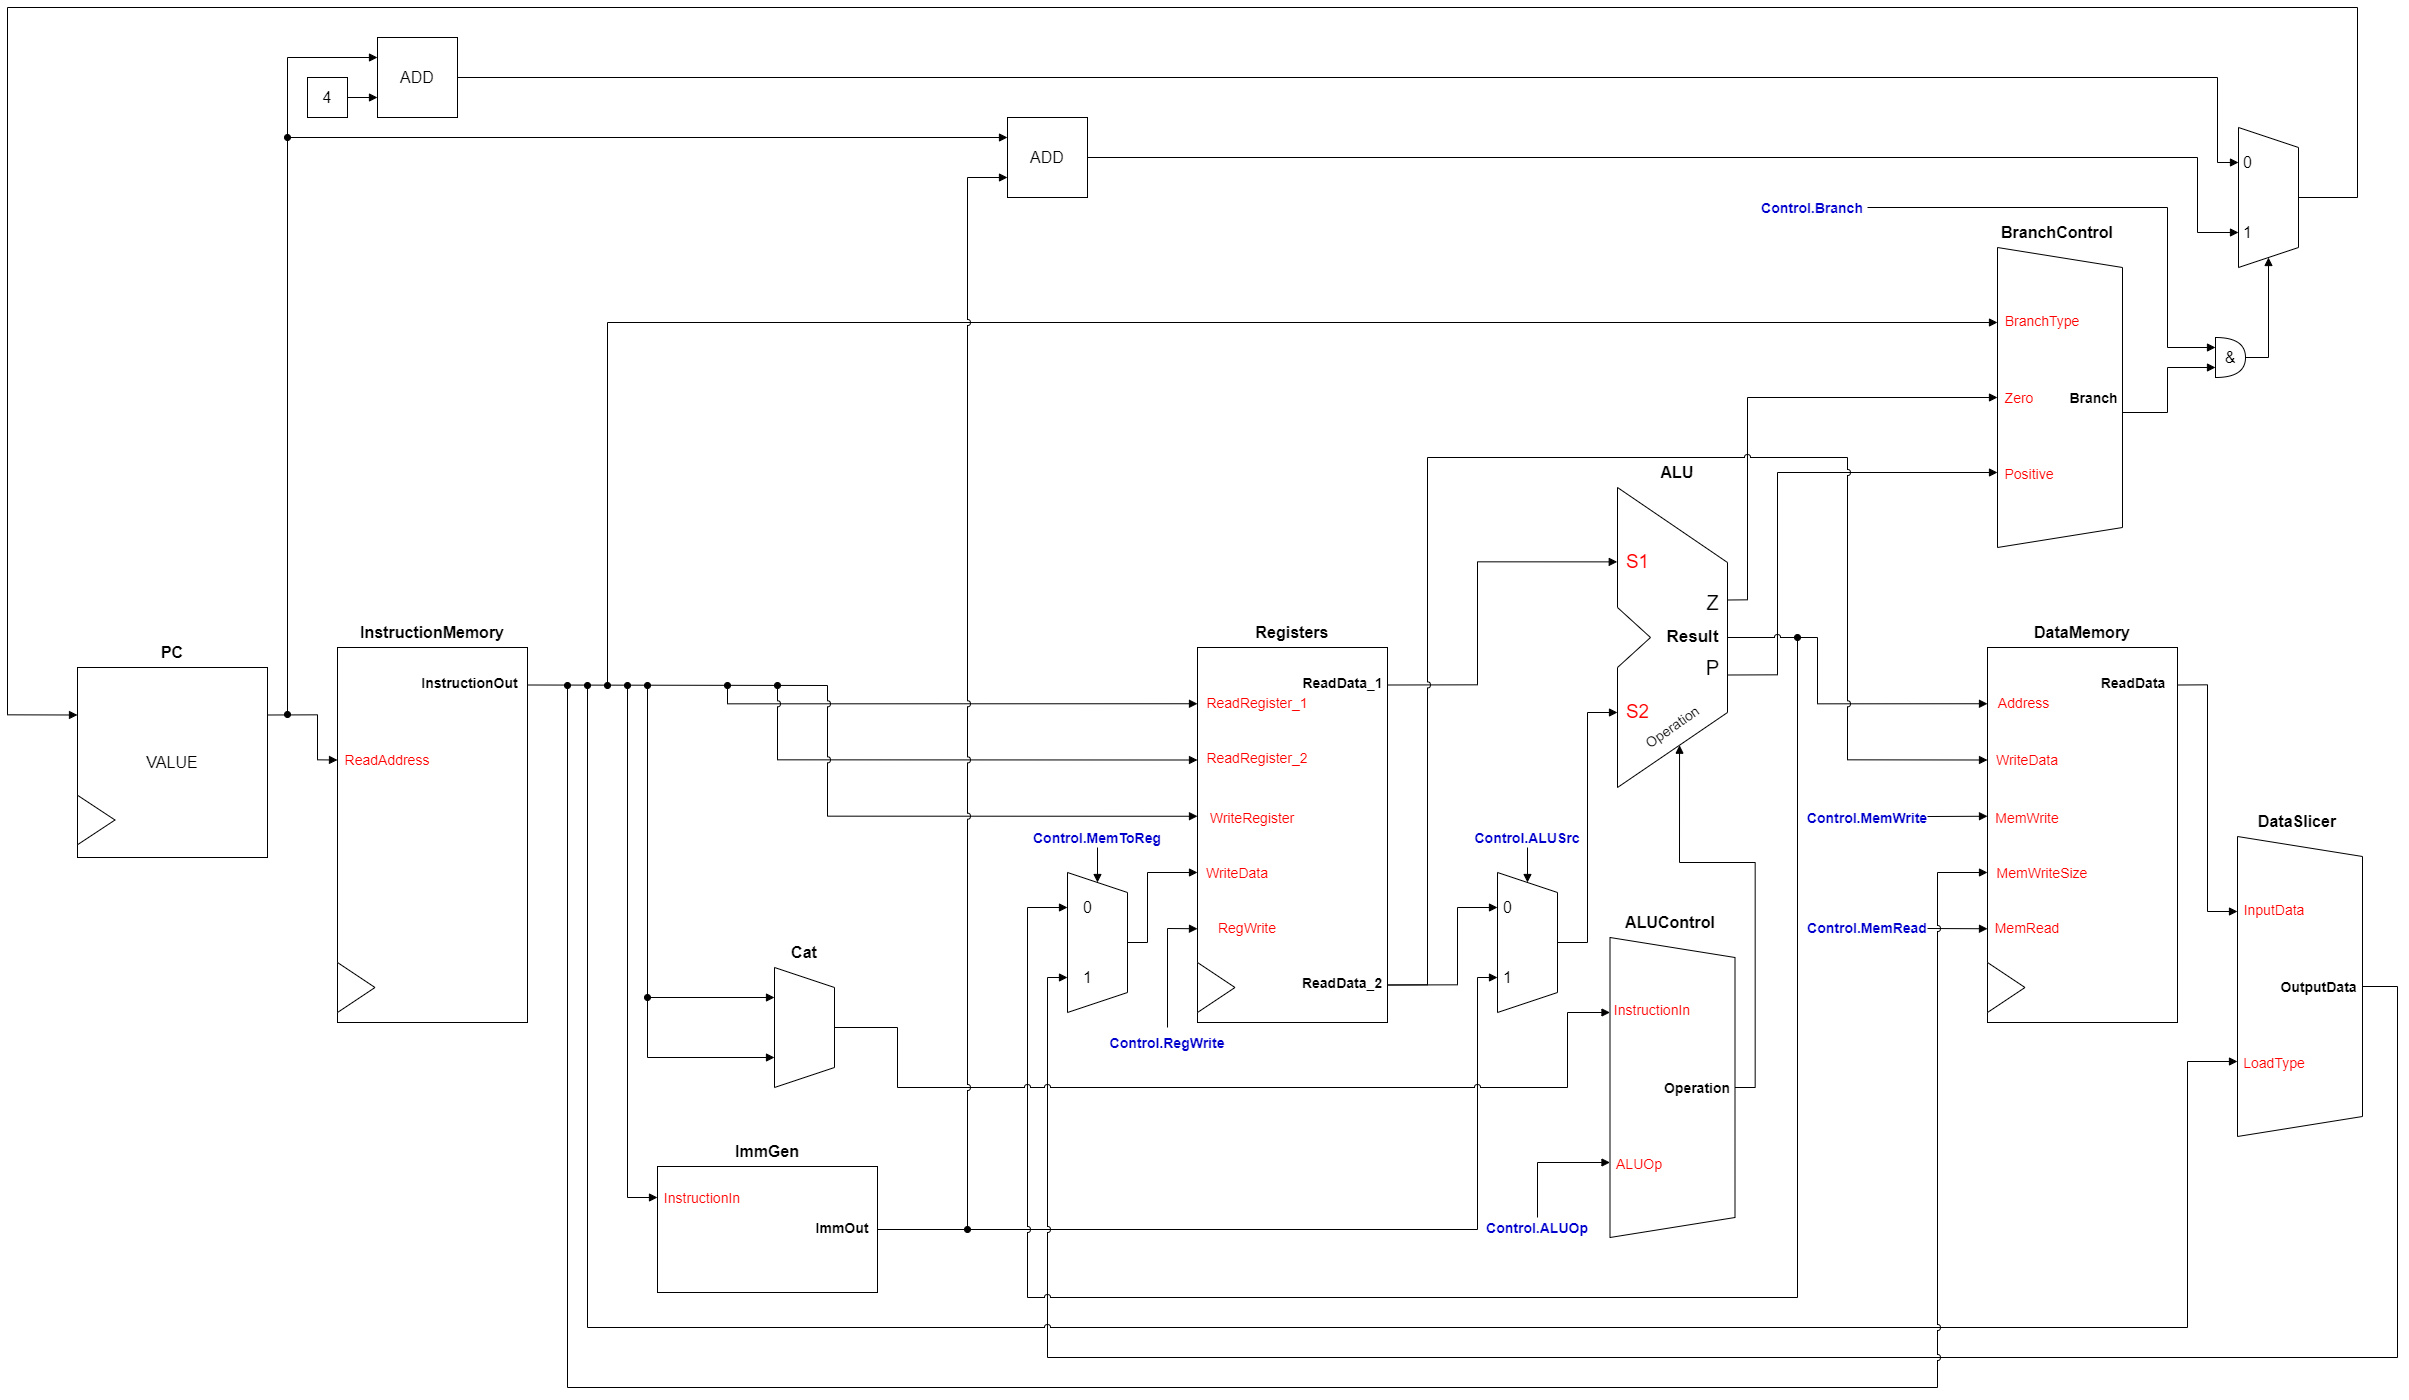 ADD
4
ADD
0
Control.Branch
1
BranchControl
BranchType
&
Zero
Branch
ALU
Positive
S1
Z
Result
P
S2
Operation
PC
VALUE
InstructionMemory
InstructionOut
ReadAddress
Registers
ReadData_1
ReadRegister_1
ReadRegister_2
WriteRegister
WriteData
RegWrite
ReadData_2
Control.MemToReg
0
1
Control.RegWrite
Control.ALUSrc
0
1
DataMemory
ReadData
Address
WriteData
Control.MemWrite
MemWrite
MemWriteSize
Control.MemRead
MemRead
DataSlicer
InputData
OutputData
LoadType
ALUControl
InstructionIn
Operation
ALUOp
Control.ALUOp
Cat
ImmGen
InstructionIn
ImmOut